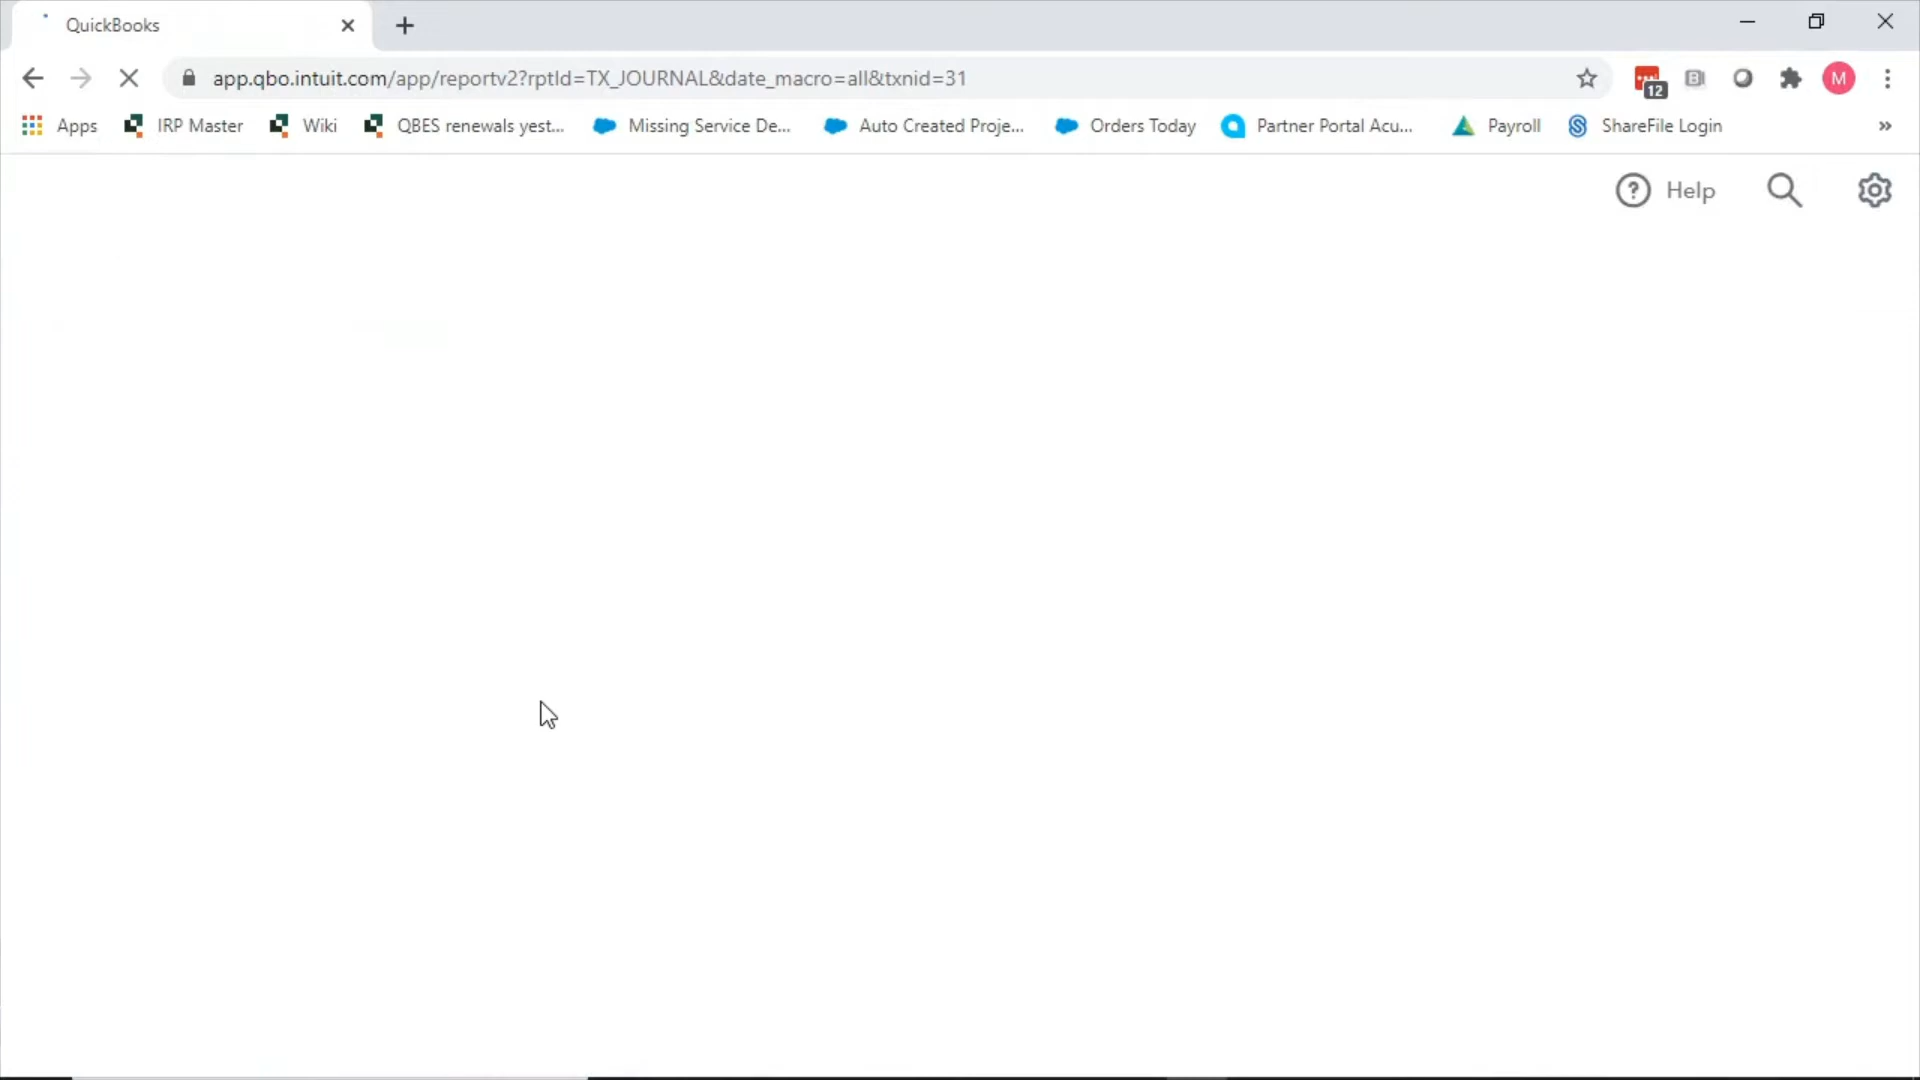 QuickBooks
app.qbo.intuit.com/app/reportv2?rptId=TX_JOURNAL&date_macro=all&txnid=31
12
M
Apps IRP Master Wiki QBES renewals yest... Missing Service De... Auto Created Proje... Orders Today Partner Portal Acu... Payroll ShareFile Login »
Help